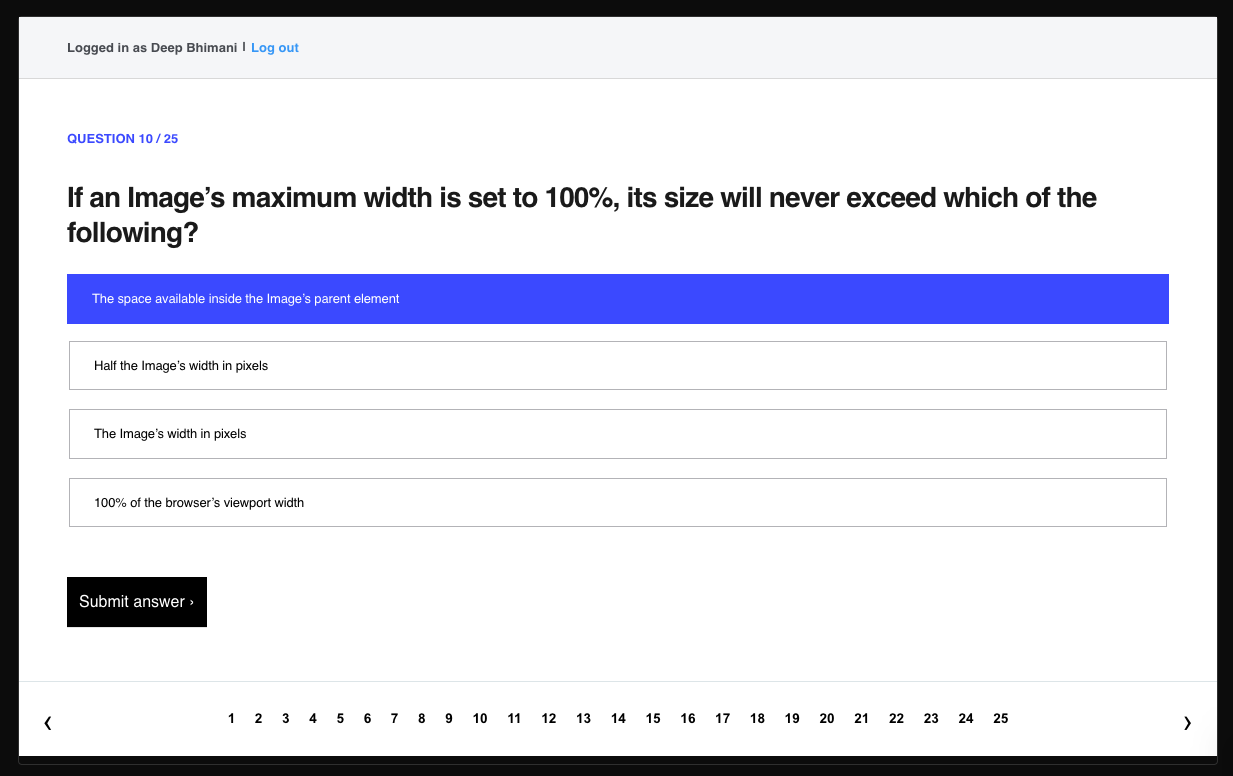 Logged in as Deep Bhimani | Log out
QUESTION 10 / 25
If an Image’s maximum width is set to 100%, its size will never exceed which of the
following?
The space available inside the Image’s parent element
Half the Image’s width in pixels
The Image’s width in pixels
100% of the browser’s viewport width
Submit answer ›
‹ 1 2 3 4 5 6 7 8 9 10 11 12 13 14 15 16 17 18 19 20 21 22 23 24 25 ›